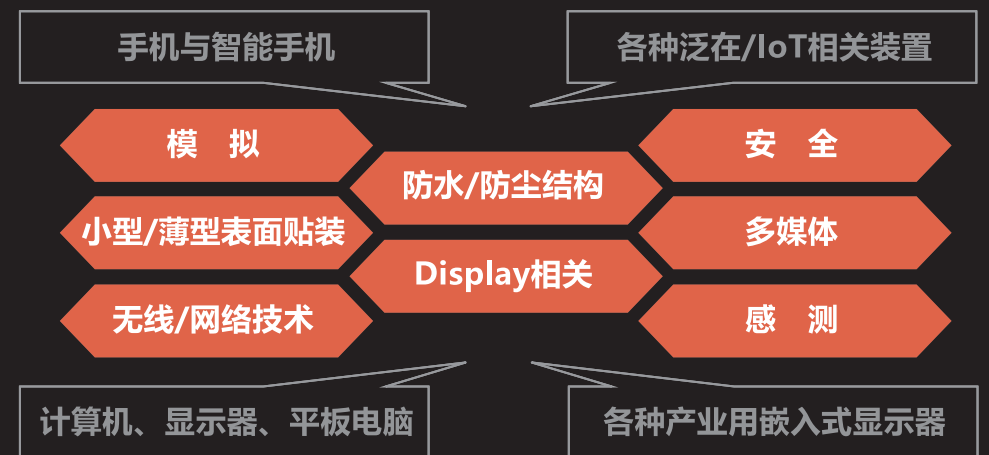 手机与智能手机
各种泛在/IoT相关装置
模　拟
安　全
防水/防尘结构
小型/薄型表面贴装
多媒体
Display相关
无线/网络技术
感　测
计算机、显示器、平板电脑
各种产业用嵌入式显示器